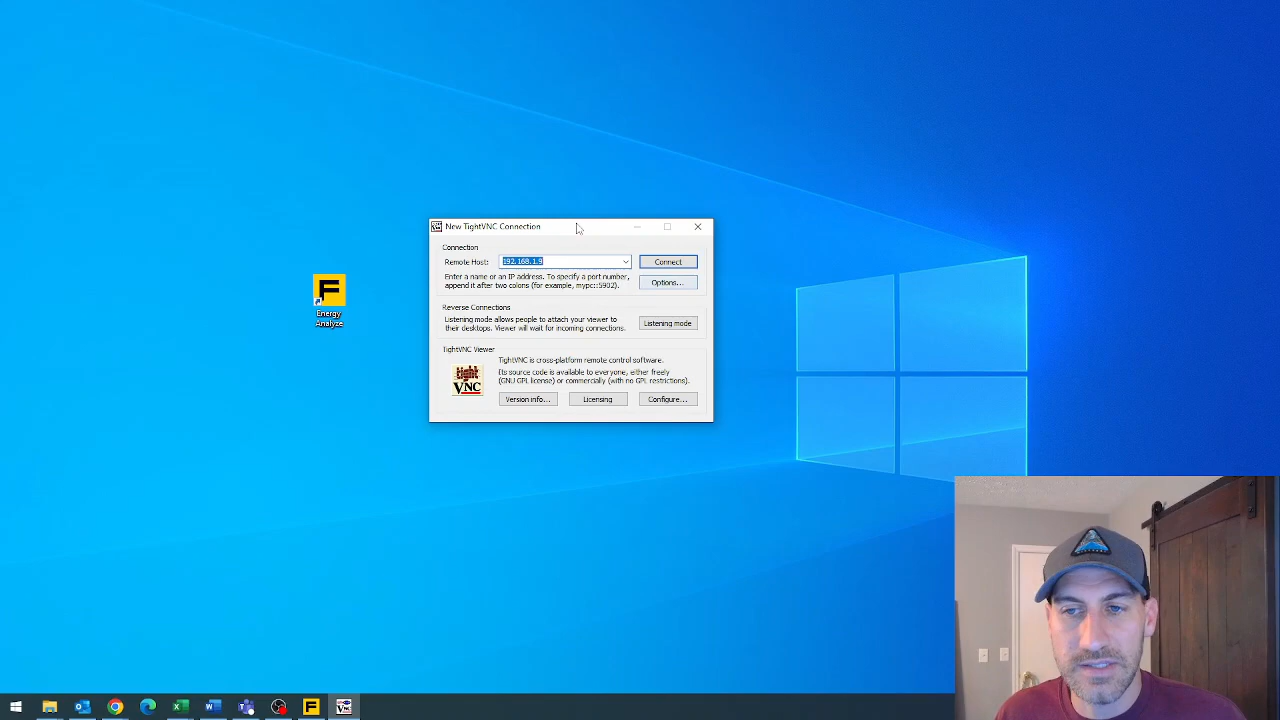 New TightVNC Connection
Connection
Remote Host:
192.168.1.9
Connect
Enter a name or an IP address. To specify a port number,
append it after two colons (for example, mypc::5902).
Options...
Reverse Connections
Listening mode allows people to attach your viewer to
their desktops. Viewer will wait for incoming connections.
Listening mode
TightVNC Viewer
TightVNC is cross-platform remote control software.
Its source code is available to everyone, either freely
(GNU GPL license) or commercially (with no GPL restrictions).
tight
VNC
Version info...
Licensing
Configure...
F
Energy
Analyze